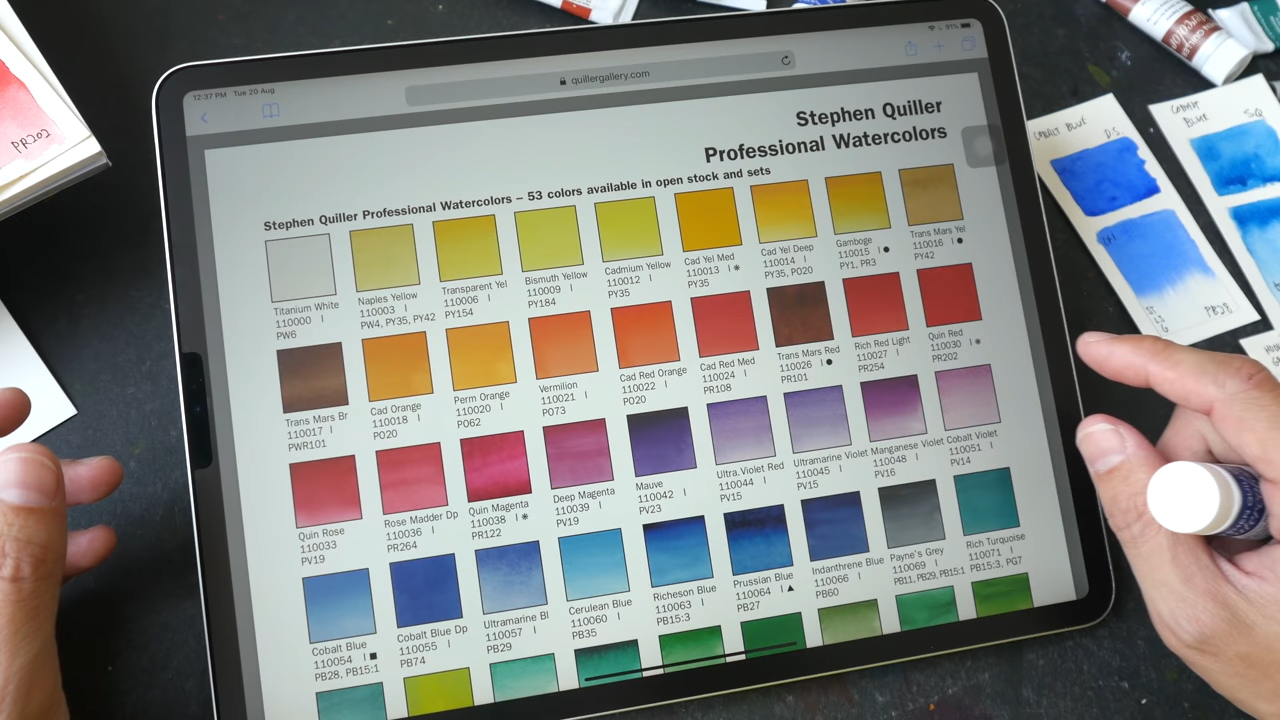 12:37 PM Tue 20 Aug
91%
quillergallery.com
Stephen Quiller
Professional Watercolors
Stephen Quiller Professional Watercolors – 53 colors available in open stock and sets
Titanium White
110000 I
PW6
Naples Yellow
110003 I
PW4, PY35, PY42
Transparent Yel
110006 I
PY154
Bismuth Yellow
110009 I
PY184
Cadmium Yellow
110012 I
PY35
Cad Yel Med
110013 I ✳
PY35
Cad Yel Deep
110014 I
PY35, PO20
Gamboge
110015 I ●
PY1, PR3
Trans Mars Yel
110016 I ●
PY42
Trans Mars Br
110017 I
PWR101
Cad Orange
110018 I
PO20
Perm Orange
110020 I
PO62
Vermilion
110021 I
PO73
Cad Red Orange
110022 I
PO20
Cad Red Med
110024 I
PR108
Trans Mars Red
110026 I ●
PR101
Rich Red Light
110027 I
PR254
Quin Red
110030 I ✳
PR202
Quin Rose
110033
PV19
Rose Madder Dp
110036 I
PR264
Quin Magenta
110038 I ✳
PR122
Deep Magenta
110039 I
PV19
Mauve
110042 I
PV23
Ultra.Violet Red
110044 I
PV15
Ultramarine Violet
110045 I
PV15
Manganese Violet
110048 I
PV16
Cobalt Violet
110051 I
PV14
Cobalt Blue
110054 I ■
PB28, PB15:1
Cobalt Blue Dp
110055 I
PB74
Ultramarine Bl
110057 I
PB29
Cerulean Blue
110060 I
PB35
Richeson Blue
110063 I
PB15:3
Prussian Blue
110064 I ▲
PB27
Indanthrene Blue
110066 I
PB60
Payne's Grey
110069 I
PB11, PB29, PB15:1
Rich Turquoise
110071 I
PB15:3, PG7
PR202
COBALT BLUE D.S.
ST
LS
G
PB28
COBALT
BLUE SQ